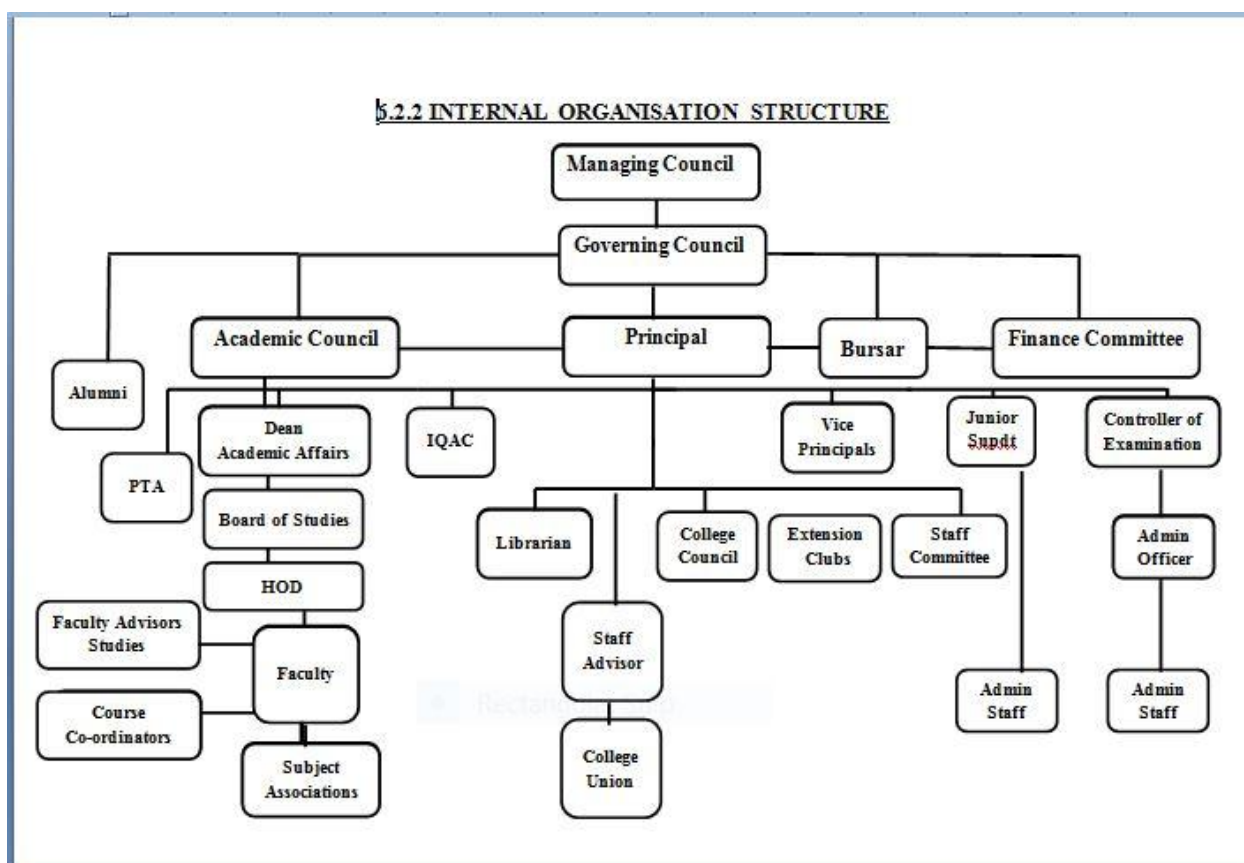 5.2.2 INTERNAL ORGANISATION STRUCTURE
Managing Council
Governing Council
Academic Council
Principal
Bursar
Finance Committee
Alumni
PTA
Dean
Academic Affairs
IQAC
Vice
Principals
Junior
Supdt
Controller of
Examination
Board of Studies
Librarian
College
Council
Extension
Clubs
Staff
Committee
Admin
Officer
HOD
Faculty Advisors
Studies
Faculty
Staff
Advisor
Admin
Staff
Admin
Staff
Course
Co-ordinators
Subject
Associations
College
Union